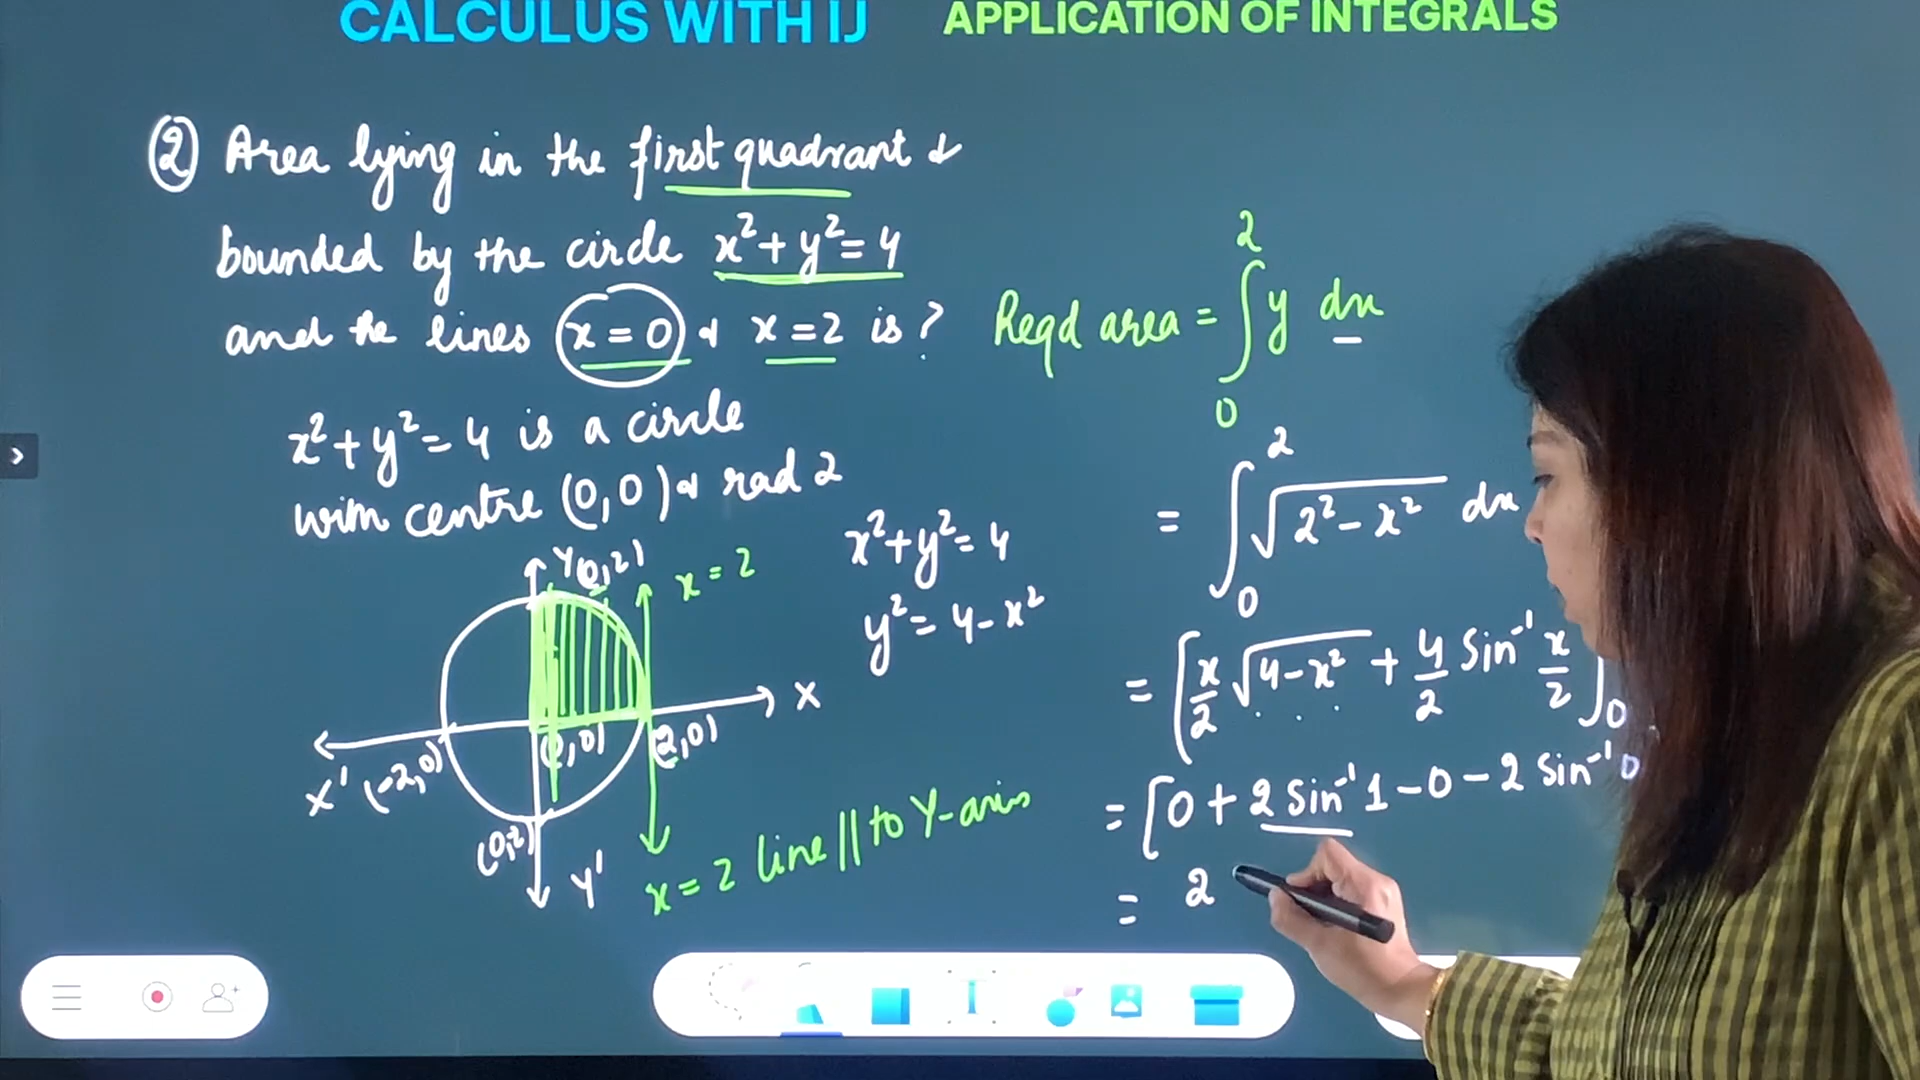 CALCULUS WITH IJ APPLICATION OF INTEGRALS
② Area lying in the first quadrant &
bounded by the circle x²+y²=4
and the lines x=0 & x=2 is?
x²+y²=4 is a circle
with centre (0,0) & rad 2
Y (0,2)
x=2
X
(0,0) (2,0)
X' (-2,0)
Y'
x=2 line || to Y-axis
x²+y²=4
y²=4-x²
Reqd area = ∫₀² y dx
= ∫₀² √(2²-x²) dx
= [x/2 √4-x² + 4/2 Sin⁻¹ x/2]₀
= [0 + 2 Sin⁻¹ 1 - 0 - 2 Sin⁻¹ 0
= 2